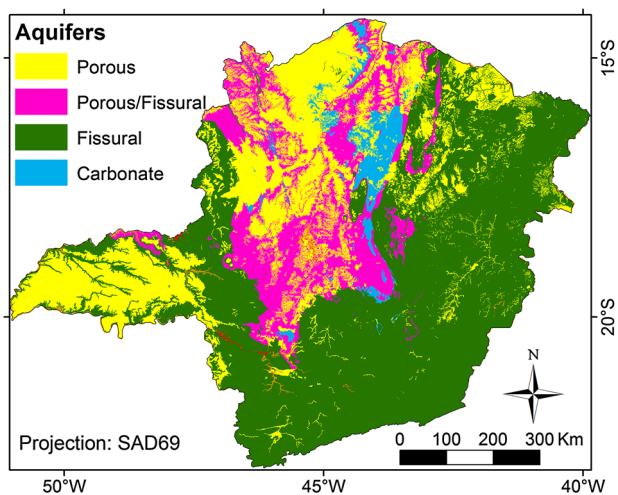 Aquifers
Porous
Porous/Fissural
Fissural
Carbonate
15°S
20°S
N
0 100 200 300 Km
Projection: SAD69
50°W 45°W 40°W